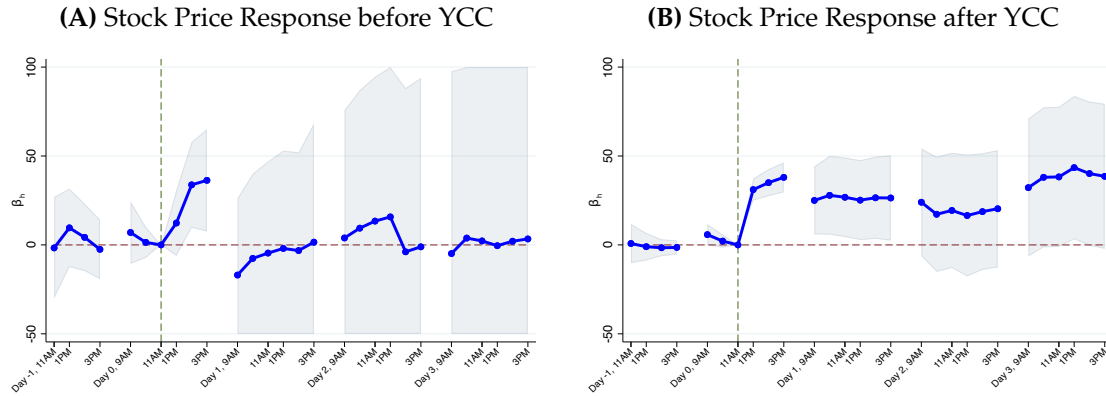 (A) Stock Price Response before YCC
100
50
0
-50
βh
Day -1, 11AM
1PM
3PM
Day 0, 9AM
11AM
1PM
3PM
Day 1, 9AM
11AM
1PM
3PM
Day 2, 9AM
11AM
1PM
3PM
Day 3, 9AM
11AM
1PM
3PM
(B) Stock Price Response after YCC
100
50
0
-50
βh
Day -1, 11AM
1PM
3PM
Day 0, 9AM
11AM
1PM
3PM
Day 1, 9AM
11AM
1PM
3PM
Day 2, 9AM
11AM
1PM
3PM
Day 3, 9AM
11AM
1PM
3PM